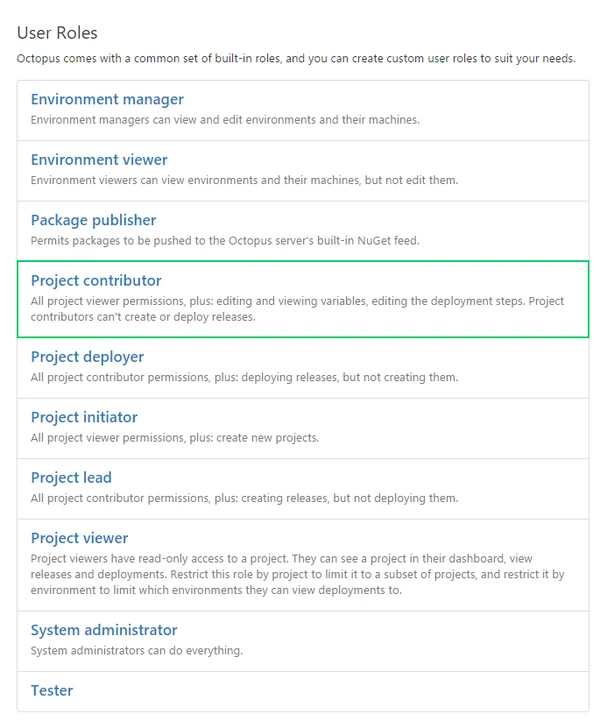 User Roles
Octopus comes with a common set of built-in roles, and you can create custom user roles to suit your needs.
Environment manager
Environment managers can view and edit environments and their machines.
Environment viewer
Environment viewers can view environments and their machines, but not edit them.
Package publisher
Permits packages to be pushed to the Octopus server's built-in NuGet feed.
Project contributor
All project viewer permissions, plus: editing and viewing variables, editing the deployment steps. Project
contributors can't create or deploy releases.
Project deployer
All project contributor permissions, plus: deploying releases, but not creating them.
Project initiator
All project viewer permissions, plus: create new projects.
Project lead
All project contributor permissions, plus: creating releases, but not deploying them.
Project viewer
Project viewers have read-only access to a project. They can see a project in their dashboard, view
releases and deployments. Restrict this role by project to limit it to a subset of projects, and restrict it by
environment to limit which environments they can view deployments to.
System administrator
System administrators can do everything.
Tester